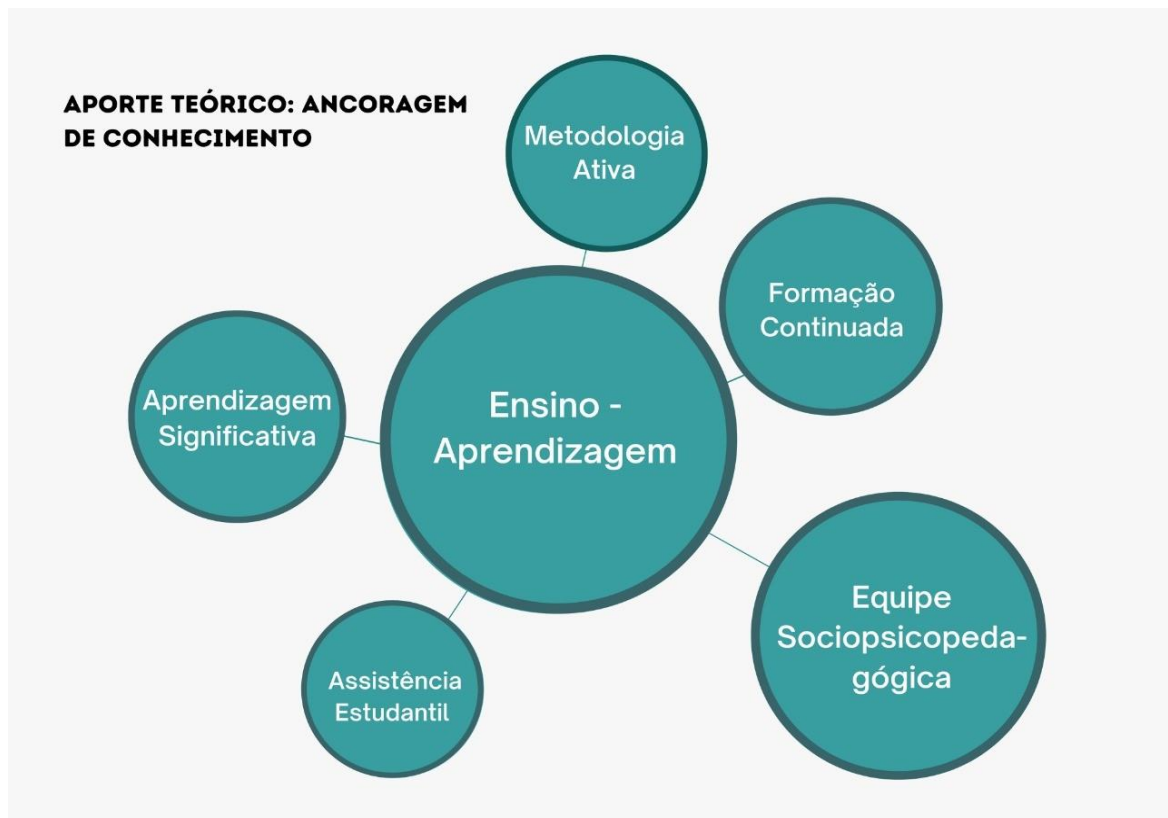 APORTE TEÓRICO: ANCORAGEM
DE CONHECIMENTO
Metodologia
Ativa
Formação
Continuada
Ensino -
Aprendizagem
Aprendizagem
Significativa
Equipe
Sociopsicopeda-
gógica
Assistência
Estudantil